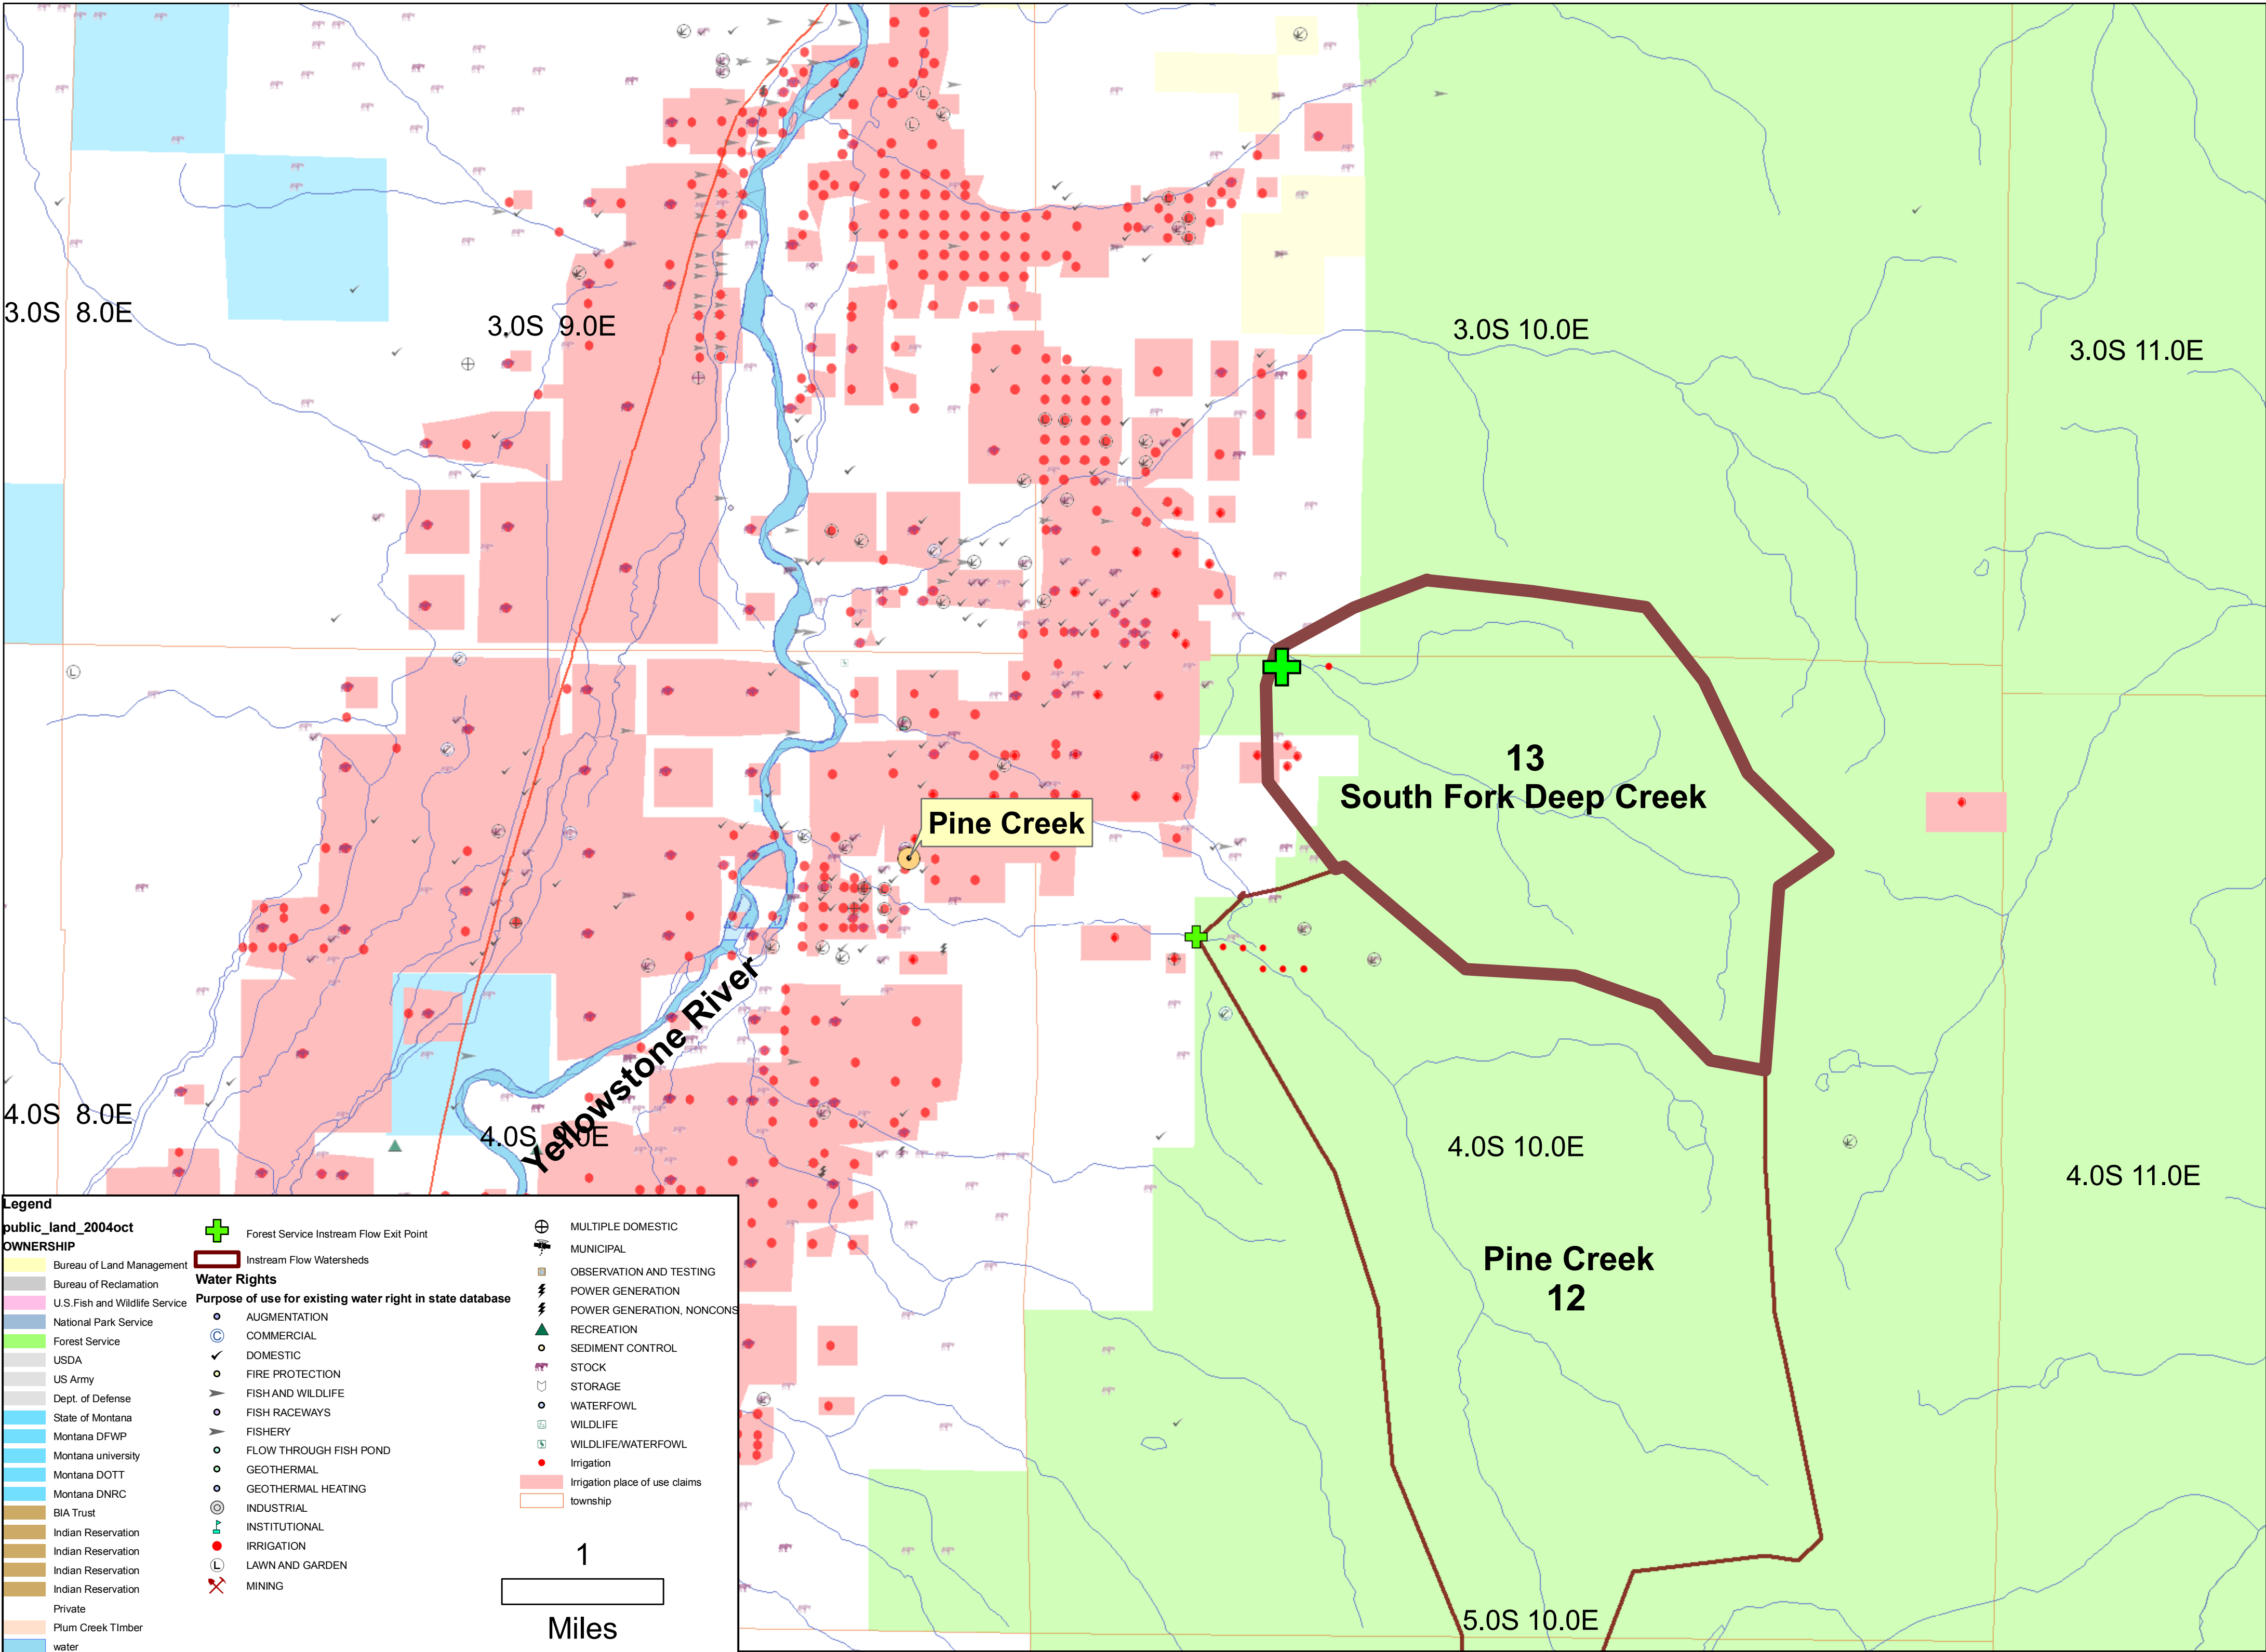 3.0S 8.0E
3.0S 9.0E
3.0S 10.0E
3.0S 11.0E
13
South Fork Deep Creek
Pine Creek
Yellowstone River
4.0S 8.0E
4.0S
0E
4.0S 10.0E
4.0S 11.0E
Pine Creek
12
5.0S 10.0E
Legend
public_land_2004oct
OWNERSHIP
Bureau of Land Management
Bureau of Reclamation
U.S.Fish and Wildlife Service
National Park Service
Forest Service
USDA
US Army
Dept. of Defense
State of Montana
Montana DFWP
Montana university
Montana DOTT
Montana DNRC
BIA Trust
Indian Reservation
Indian Reservation
Indian Reservation
Indian Reservation
Private
Plum Creek TImber
water
Forest Service Instream Flow Exit Point
Instream Flow Watersheds
Water Rights
Purpose of use for existing water right in state database
AUGMENTATION
C COMMERCIAL
DOMESTIC
FIRE PROTECTION
FISH AND WILDLIFE
FISH RACEWAYS
FISHERY
FLOW THROUGH FISH POND
GEOTHERMAL
GEOTHERMAL HEATING
INDUSTRIAL
INSTITUTIONAL
IRRIGATION
L LAWN AND GARDEN
MINING
MULTIPLE DOMESTIC
MUNICIPAL
OBSERVATION AND TESTING
POWER GENERATION
POWER GENERATION, NONCONS
RECREATION
SEDIMENT CONTROL
STOCK
STORAGE
WATERFOWL
WILDLIFE
WILDLIFE/WATERFOWL
Irrigation
Irrigation place of use claims
township
1
Miles